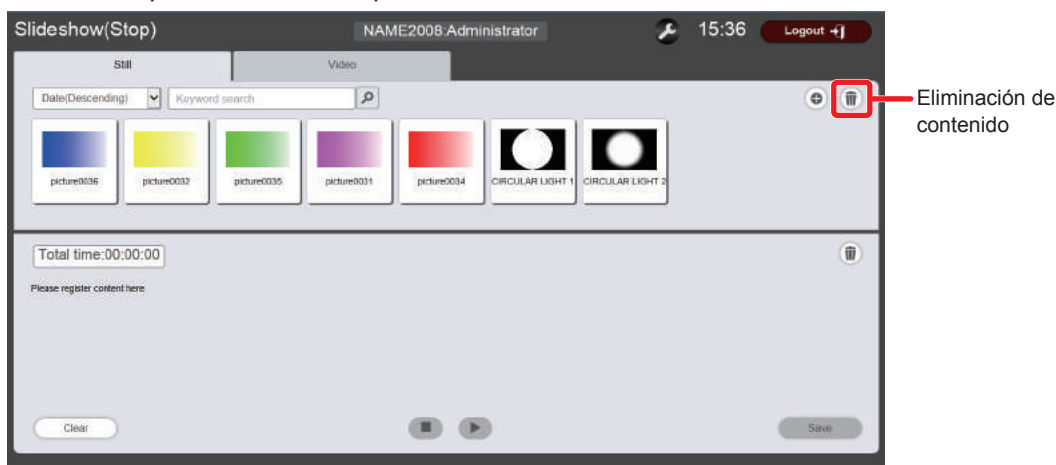 Slideshow(Stop)
NAME2008:Administrator
15:36
Logout
Still
Video
Date(Descending)
Keyword search
Eliminación de
contenido
picture0036
picture0032
picture0035
picture0031
picture0034
CIRCULAR LIGHT 1
CIRCULAR LIGHT 2
Total time:00:00:00
Please register content here
Clear
Save